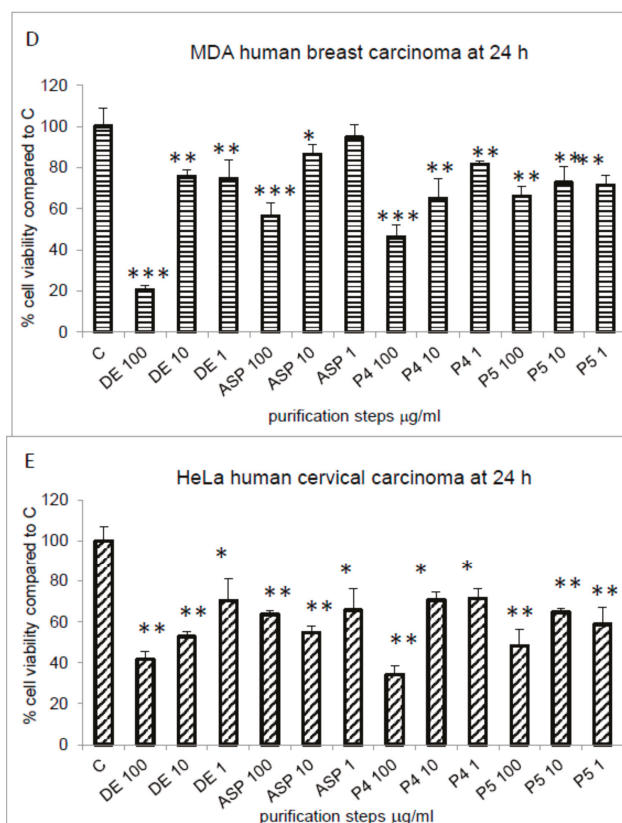 D
MDA human breast carcinoma at 24 h
% cell viability compared to C
120
100
80
60
40
20
0
*** ** ** *** * *** ** ** ** ** **
C DE 100 DE 10 DE 1 ASP 100 ASP 10 ASP 1 P4 100 P4 10 P4 1 P5 100 P5 10 P5 1
purification steps µg/ml
E
HeLa human cervical carcinoma at 24 h
% cell viability compared to C
120
100
80
60
40
20
0
** ** * ** ** * ** * * ** ** **
C DE 100 DE 10 DE 1 ASP 100 ASP 10 ASP 1 P4 100 P4 10 P4 1 P5 100 P5 10 P5 1
purification steps µg/ml